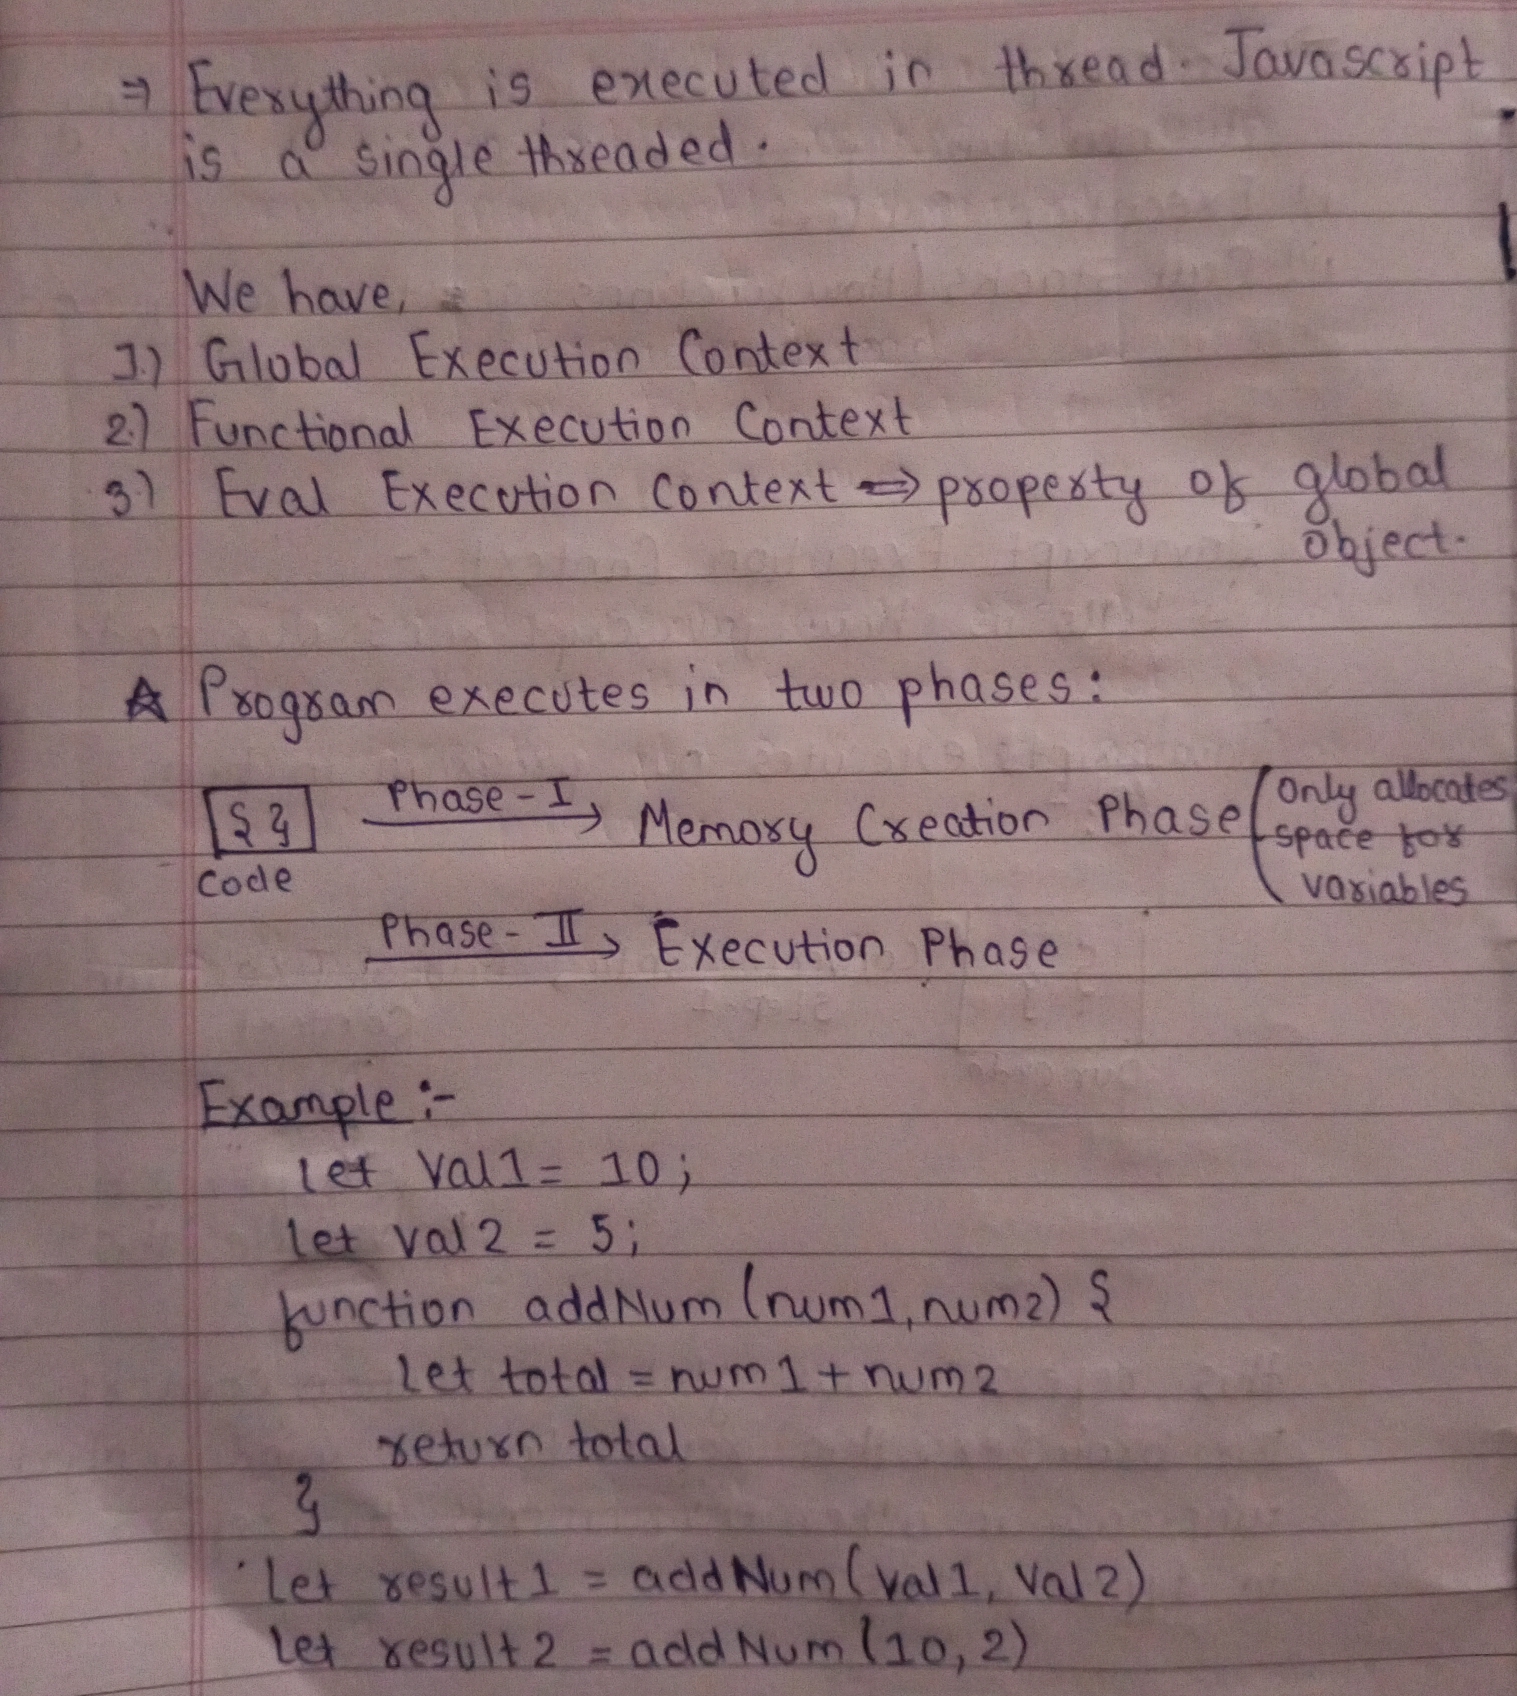 ⇒ Everything is executed in thread. Javascript
is a single threaded.
We have,
1.) Global Execution Context
2.) Functional Execution Context
3.) Eval Execution Context ⇒ property of global
object.
☆ Program executes in two phases:
{ } Phase-I → Memory Creation Phase (Only allocates
space for
Code variables
Phase-II → Execution Phase
Example :-
let Val1 = 10;
let val2 = 5;
function addNum (num1, num2) {
let total = num1 + num2
return total
}
let result1 = addNum (val1, Val2)
let result2 = addNum (10, 2)